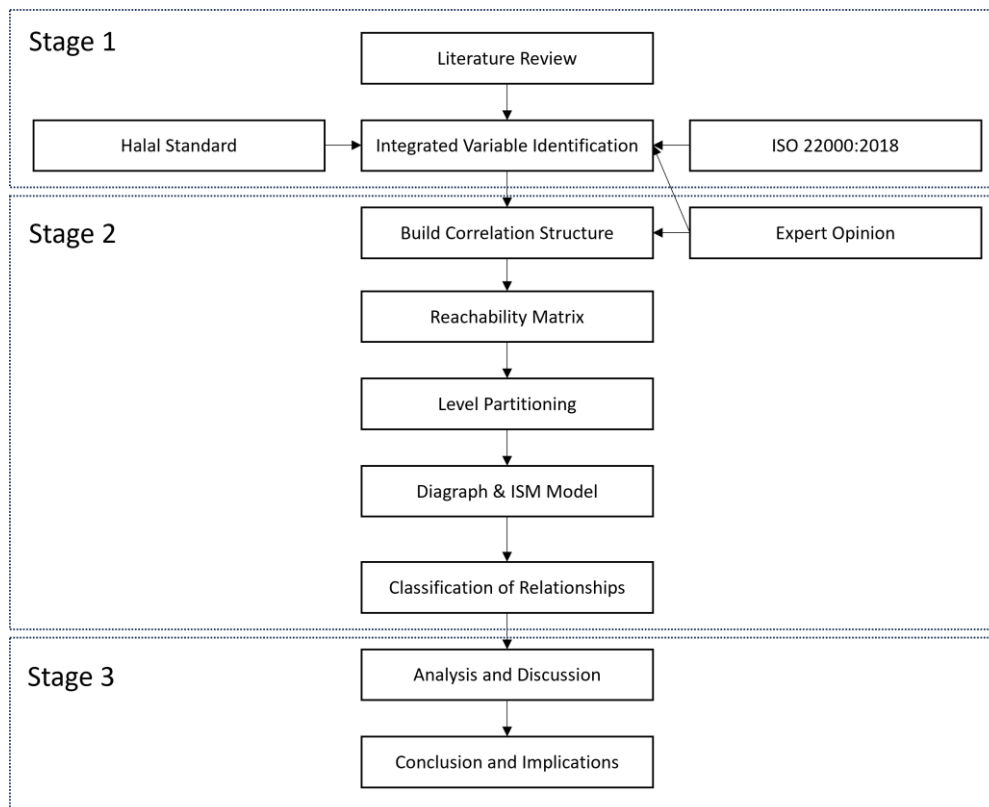 Stage 1
Literature Review
Halal Standard
Integrated Variable Identification
ISO 22000:2018
Stage 2
Build Correlation Structure
Expert Opinion
Reachability Matrix
Level Partitioning
Diagraph & ISM Model
Classification of Relationships
Stage 3
Analysis and Discussion
Conclusion and Implications